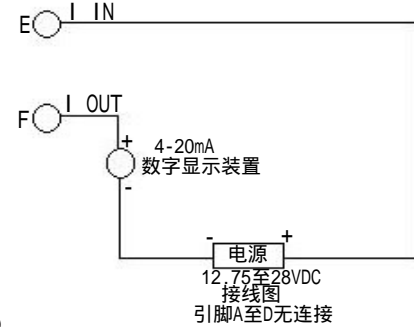 E I IN
F I OUT
+ 4-20mA
数字显示装置
-
- 电源 +
12.75至28VDC
接线图
引脚A至D无连接